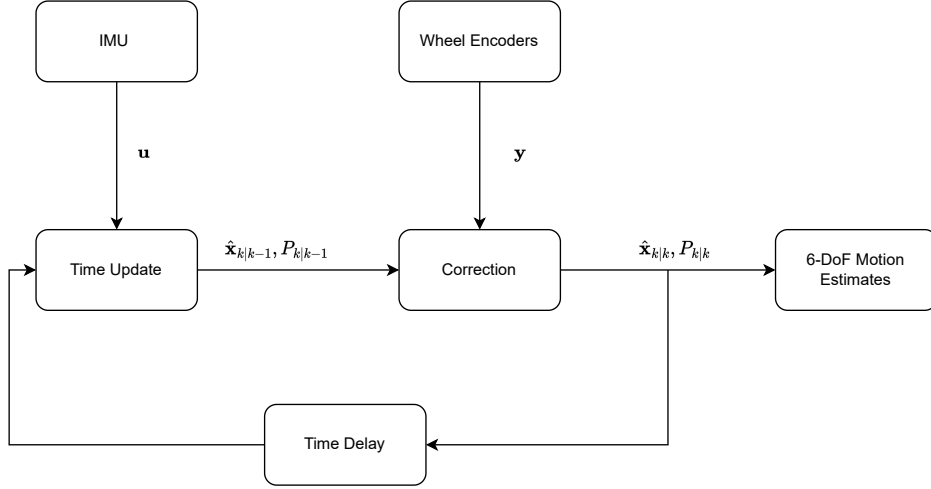 IMU
Wheel Encoders
u
y
x̂ₖ|ₖ₋₁, Pₖ|ₖ₋₁
x̂ₖ|ₖ, Pₖ|ₖ
Time Update
Correction
6-DoF Motion
Estimates
Time Delay